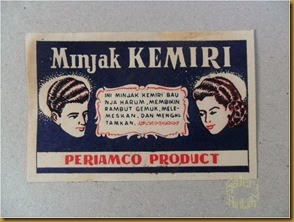 Minjak KEMIRI
INI MINJAK KEMIRI BAU
NJA HARUM, MEMBIKIN
RAMBUT GEMUK, MELE-
MESKAN, DAN MENGHI
TAMKAN.
PERIAMCO PRODUCT